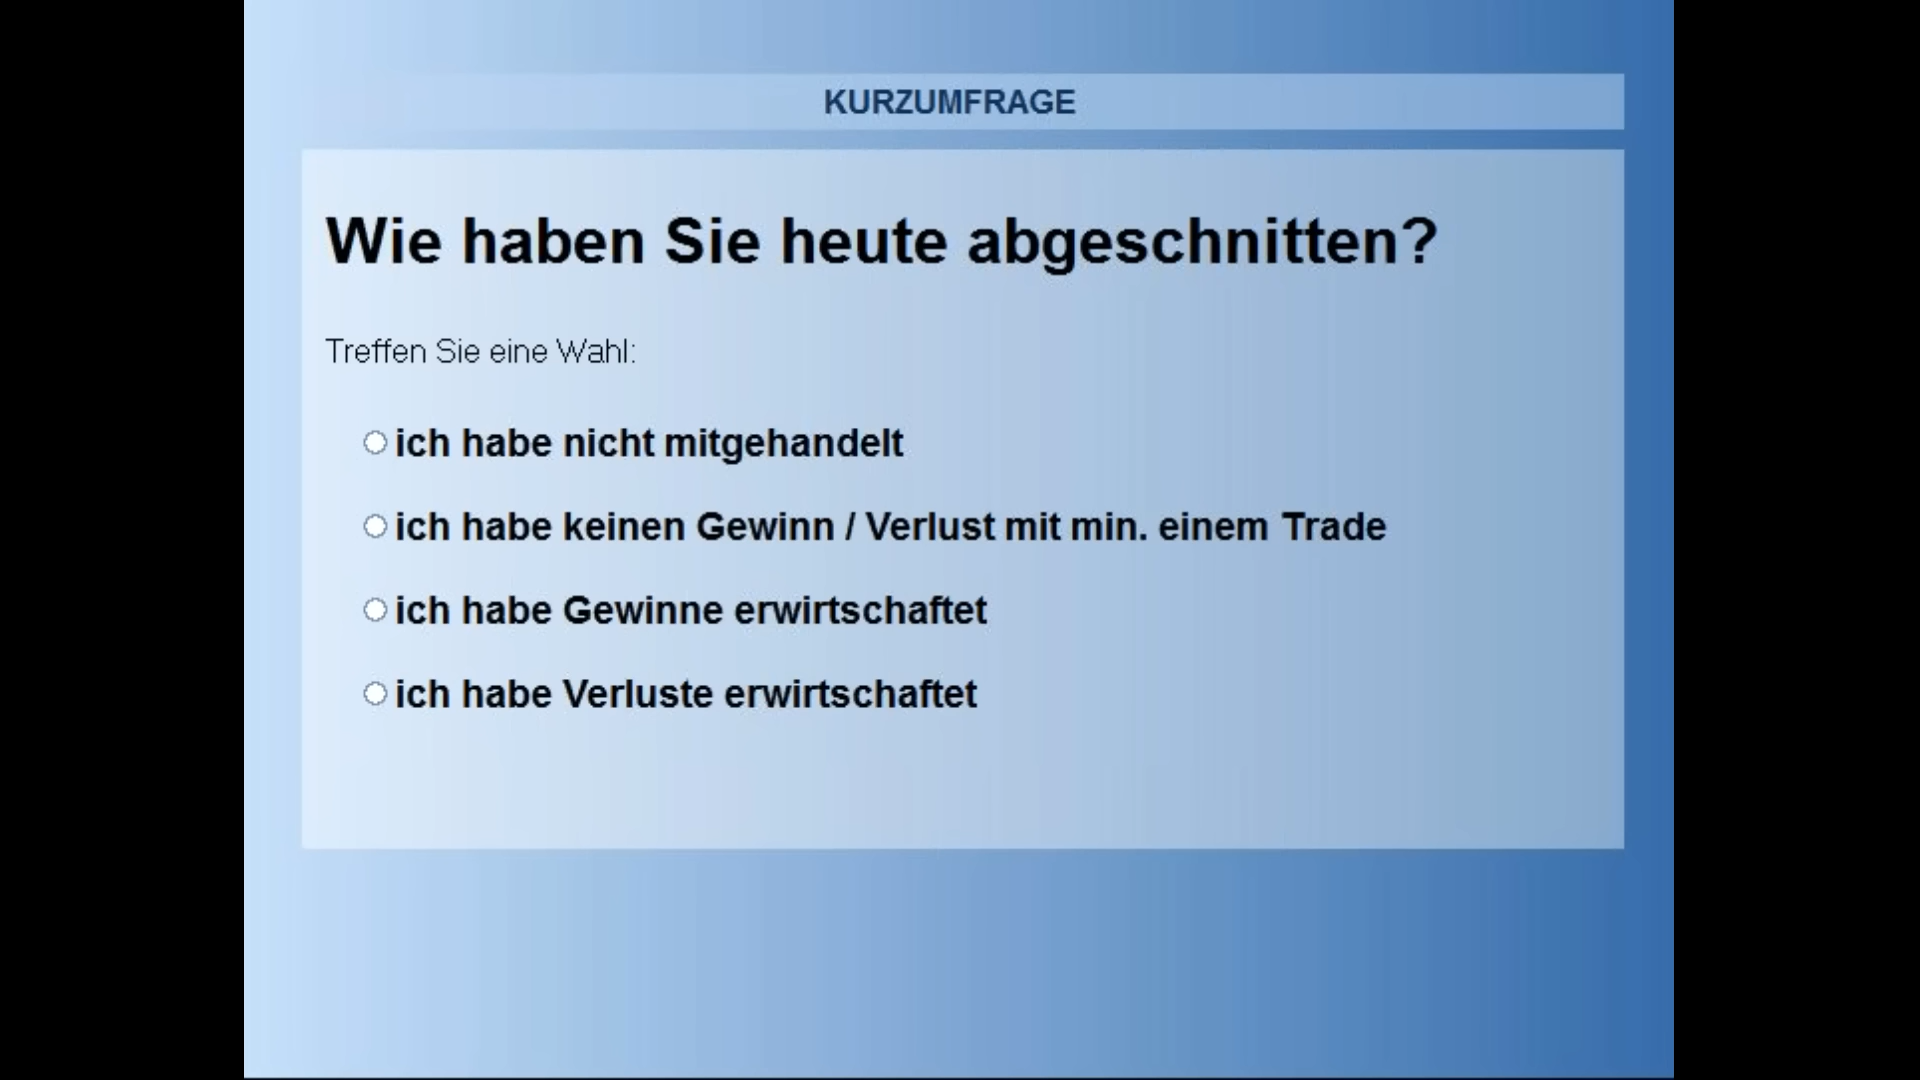 KURZUMFRAGE
Wie haben Sie heute abgeschnitten?
Treffen Sie eine Wahl:
ich habe nicht mitgehandelt
ich habe keinen Gewinn / Verlust mit min. einem Trade
ich habe Gewinne erwirtschaftet
ich habe Verluste erwirtschaftet